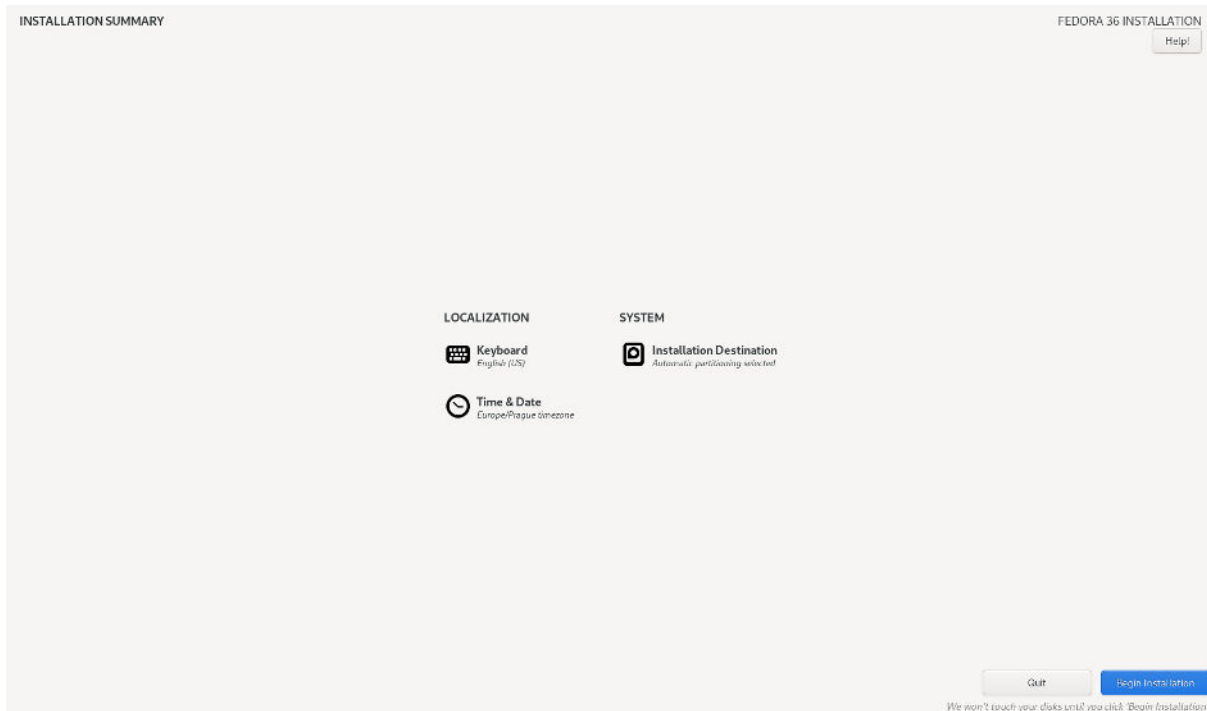 INSTALLATION SUMMARY
FEDORA 36 INSTALLATION
Help!
LOCALIZATION
SYSTEM
Keyboard
English (US)
Installation Destination
Automatic partitioning selected
Time & Date
Europe/Prague timezone
Quit
Begin Installation
We won't touch your disks until you click 'Begin Installation